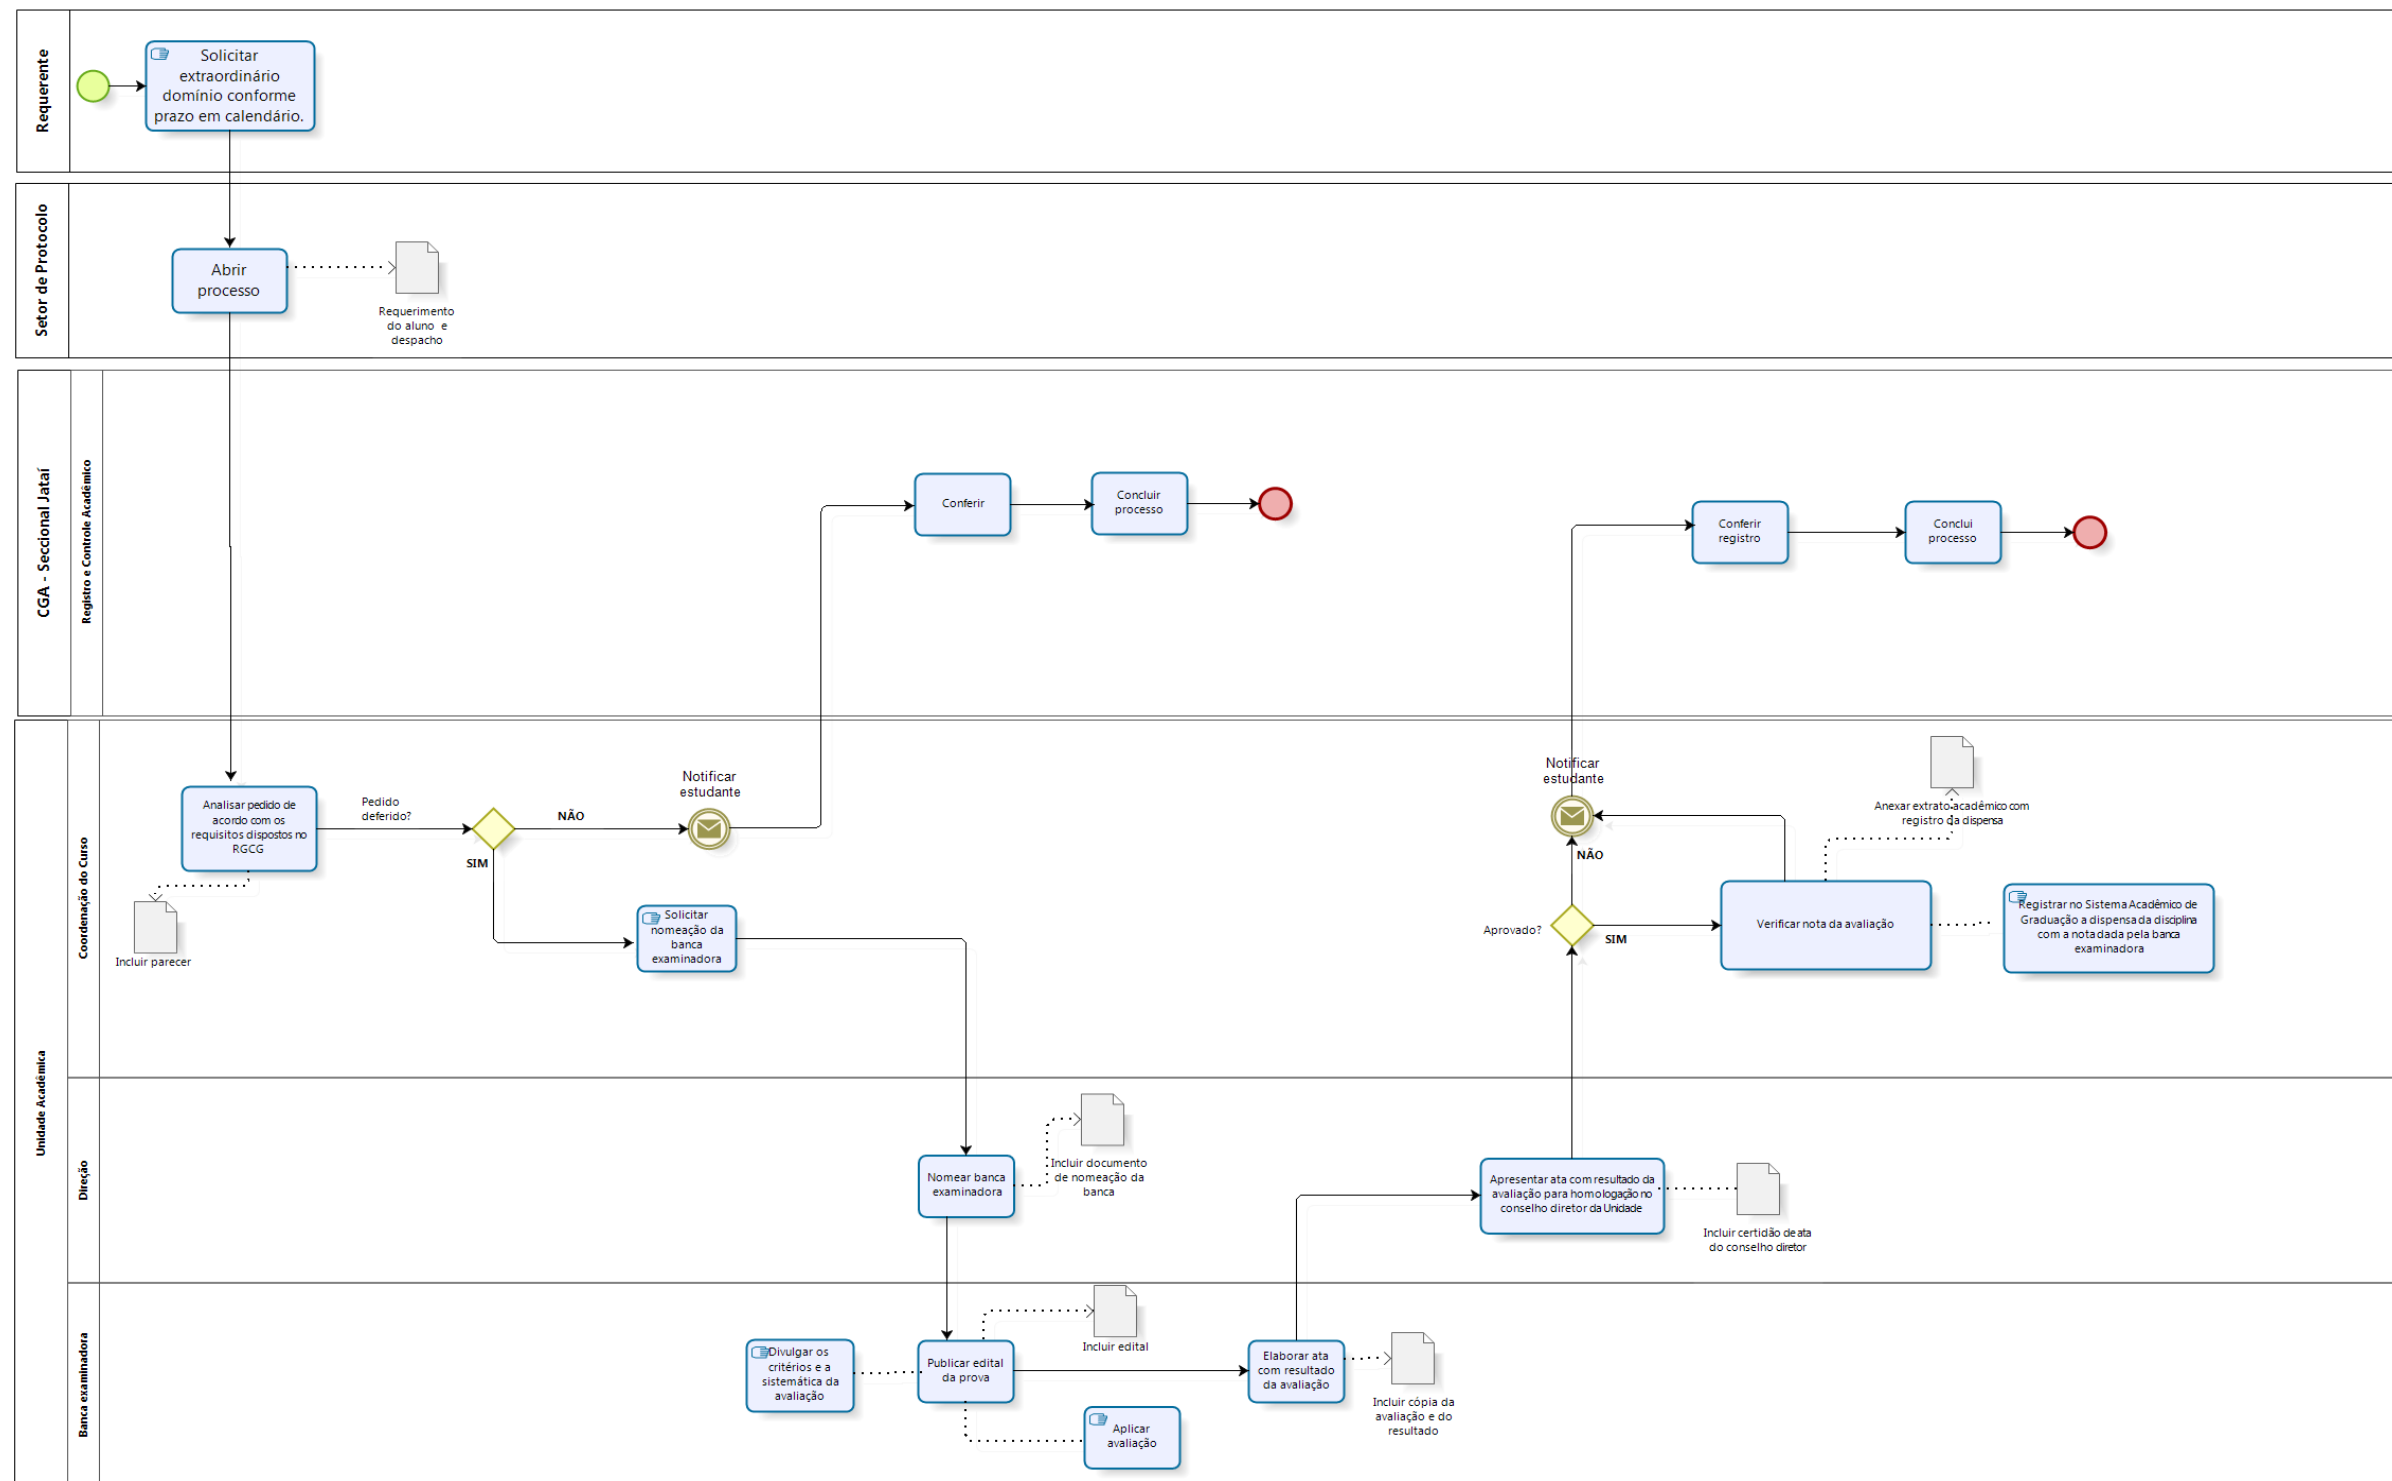 Requerente
Solicitar
extraordinário
domínio conforme
prazo em calendário.
Setor de Protocolo
Abrir
processo
Requerimento
do aluno e
despacho
CGA - Seccional Jataí
Registro e Controle Acadêmico
Conferir
Concluir
processo
Conferir
registro
Conclui
processo
Unidade Acadêmica
Coordenação do Curso
Analisar pedido de
acordo com os
requisitos dispostos no
RGCG
Incluir parecer
Pedido
deferido?
NÃO
SIM
Notificar
estudante
Solicitar
nomeação da
banca
examinadora
Notificar
estudante
NÃO
Aprovado?
SIM
Verificar nota da avaliação
Anexar extrato acadêmico com
registro da dispensa
Registrar no Sistema Acadêmico de
Graduação a dispensa da disciplina
com a nota dada pela banca
examinadora
Direção
Nomear banca
examinadora
Incluir documento
de nomeação da
banca
Apresentar ata com resultado da
avaliação para homologação no
conselho diretor da Unidade
Incluir certidão de ata
do conselho diretor
Banca examinadora
Divulgar os
critérios e a
sistemática da
avaliação
Publicar edital
da prova
Incluir edital
Aplicar
avaliação
Elaborar ata
com resultado
da avaliação
Incluir cópia da
avaliação e do
resultado